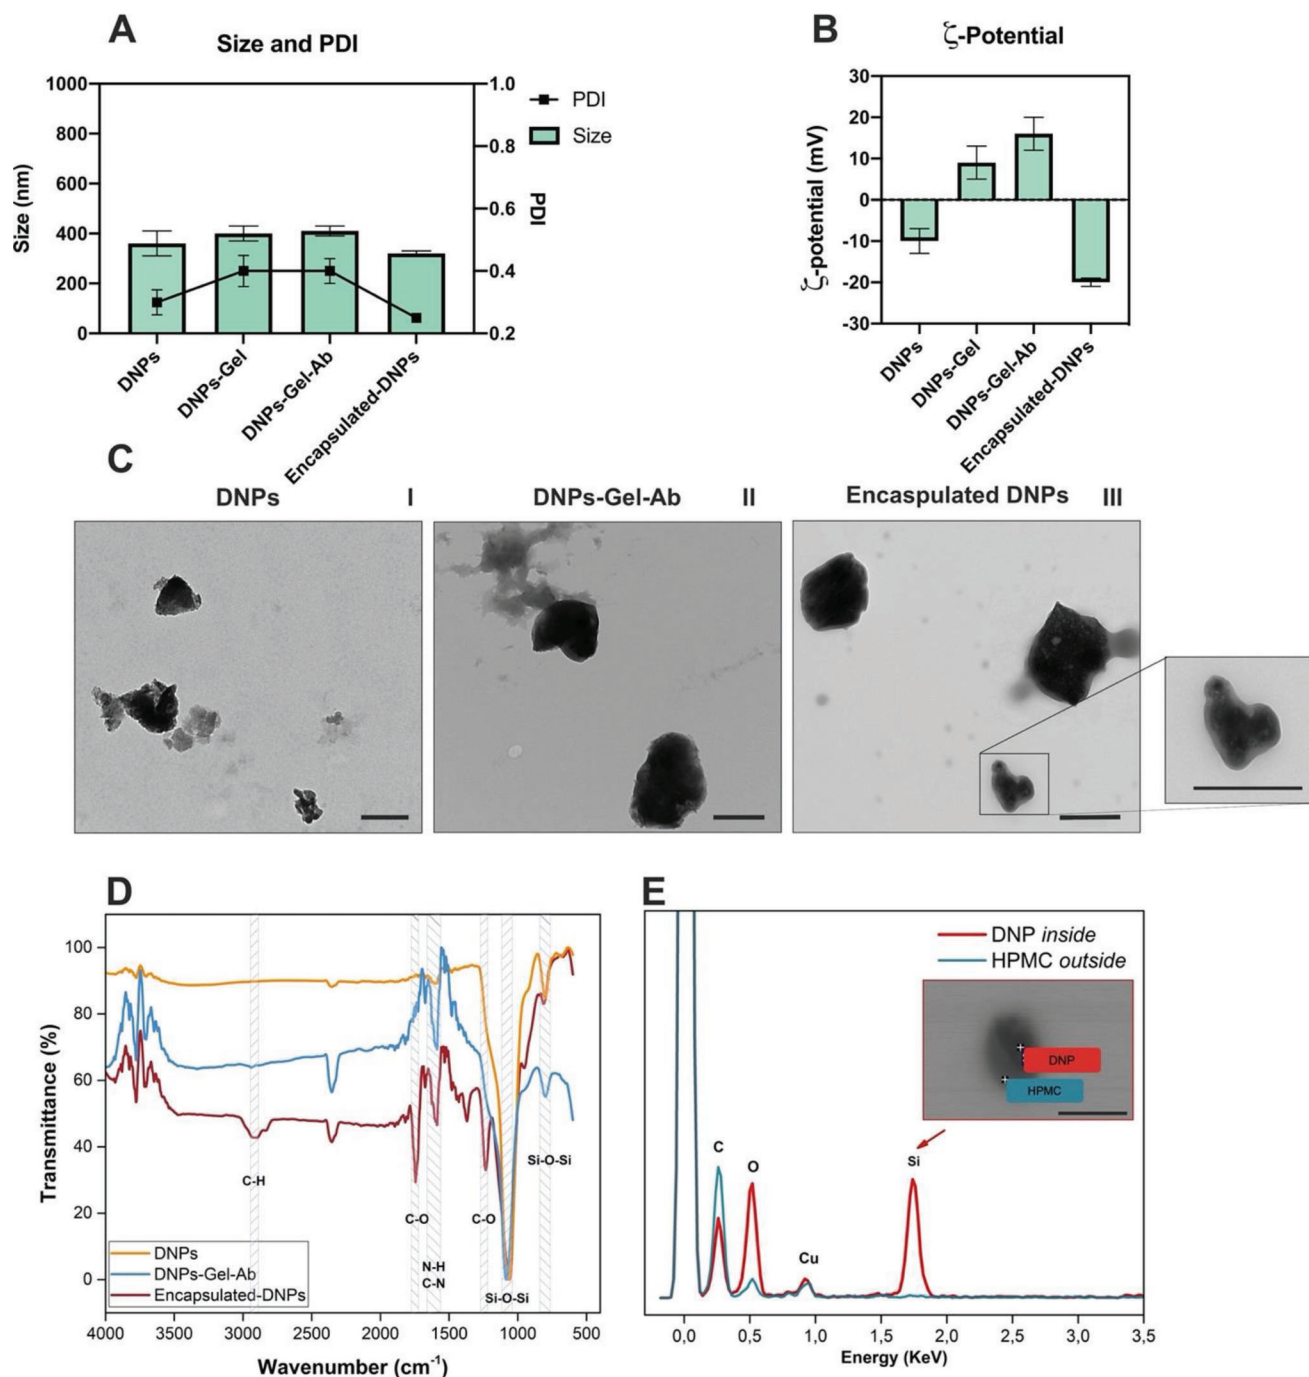 A
Size and PDI
1000
800
600
400
200
0
Size (nm)
1.0
0.8
0.6
0.4
0.2
PDI
PDI
Size
DNPs
DNPs-Gel
DNPs-Gel-Ab
Encapsulated-DNPs
B
ζ-Potential
30
20
10
0
-10
-20
-30
ζ-potential (mV)
DNPs
DNPs-Gel
DNPs-Gel-Ab
Encapsulated-DNPs
C
DNPs I
DNPs-Gel-Ab II
Encaspulated DNPs III
D
100
80
60
40
20
0
Transmittance (%)
C-H
C-O
N-H
C-N
C-O
Si-O-Si
Si-O-Si
DNPs
DNPs-Gel-Ab
Encapsulated-DNPs
4000 3500 3000 2500 2000 1500 1000 500
Wavenumber (cm-1)
E
DNP inside
HPMC outside
DNP
HPMC
C
O
Cu
Si
0,0 0,5 1,0 1,5 2,0 2,5 3,0 3,5
Energy (KeV)